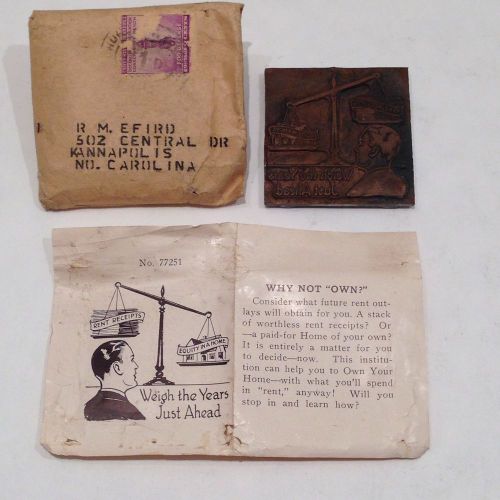 R. M. EFIRD
502 CENTRAL DR
KANNAPOLIS
NO. CAROLINA
No. 77251
RENT RECEIPTS
EQUITY IN A HOME
Weigh the Years
Just Ahead
WHY NOT "OWN?"
Consider what future rent out-
lays will obtain for you. A stack
of worthless rent receipts? Or
—a paid-for Home of your own?
It is entirely a matter for you
to decide—now. This institu-
tion can help you to Own Your
Home—with what you'll spend
in "rent," anyway! Will you
stop in and learn how?